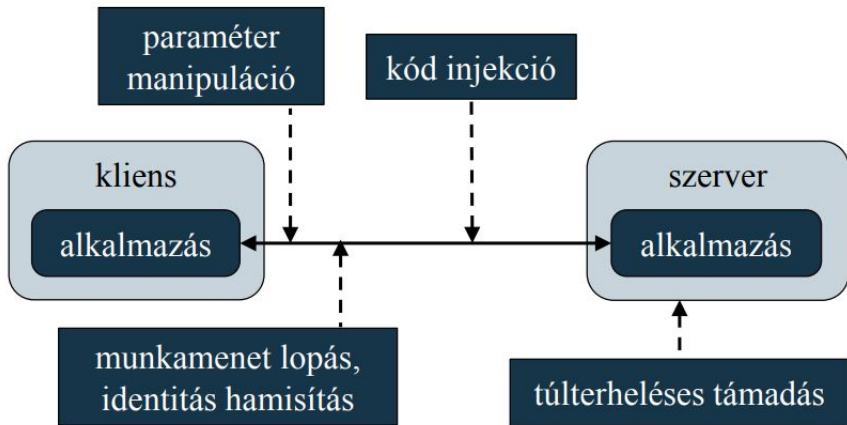 paraméter
manipuláció
kód injekció
kliens
szerver
alkalmazás
alkalmazás
munkamenet lopás,
identitás hamisítás
túlterheléses támadás